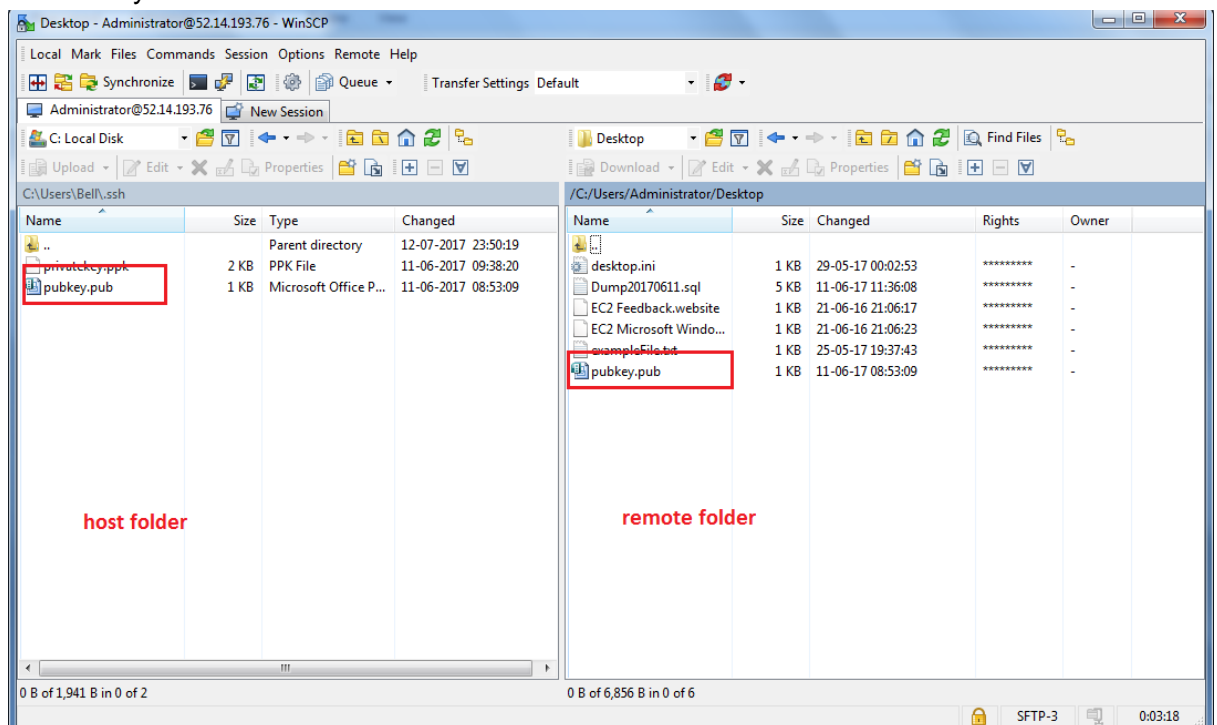 Desktop - Administrator@52.14.193.76 - WinSCP
Local Mark Files Commands Session Options Remote Help
Synchronize Queue Transfer Settings Default
Administrator@52.14.193.76 New Session
C: Local Disk
Upload Edit Properties
C:\Users\Bell\.ssh
Name Size Type Changed
.. Parent directory 12-07-2017 23:50:19
privatekey.ppk 2 KB PPK File 11-06-2017 09:38:20
pubkey.pub 1 KB Microsoft Office P... 11-06-2017 08:53:09
host folder
0 B of 1,941 B in 0 of 2
Desktop Find Files
Download Edit Properties
/C:/Users/Administrator/Desktop
Name Size Changed Rights Owner
..
desktop.ini 1 KB 29-05-17 00:02:53 ********* -
Dump20170611.sql 5 KB 11-06-17 11:36:08 ********* -
EC2 Feedback.website 1 KB 21-06-16 21:06:17 ********* -
EC2 Microsoft Windo... 1 KB 21-06-16 21:06:23 ********* -
exampleFile.txt 1 KB 25-05-17 19:37:43 ********* -
pubkey.pub 1 KB 11-06-17 08:53:09 ********* -
remote folder
0 B of 6,856 B in 0 of 6
SFTP-3 0:03:18